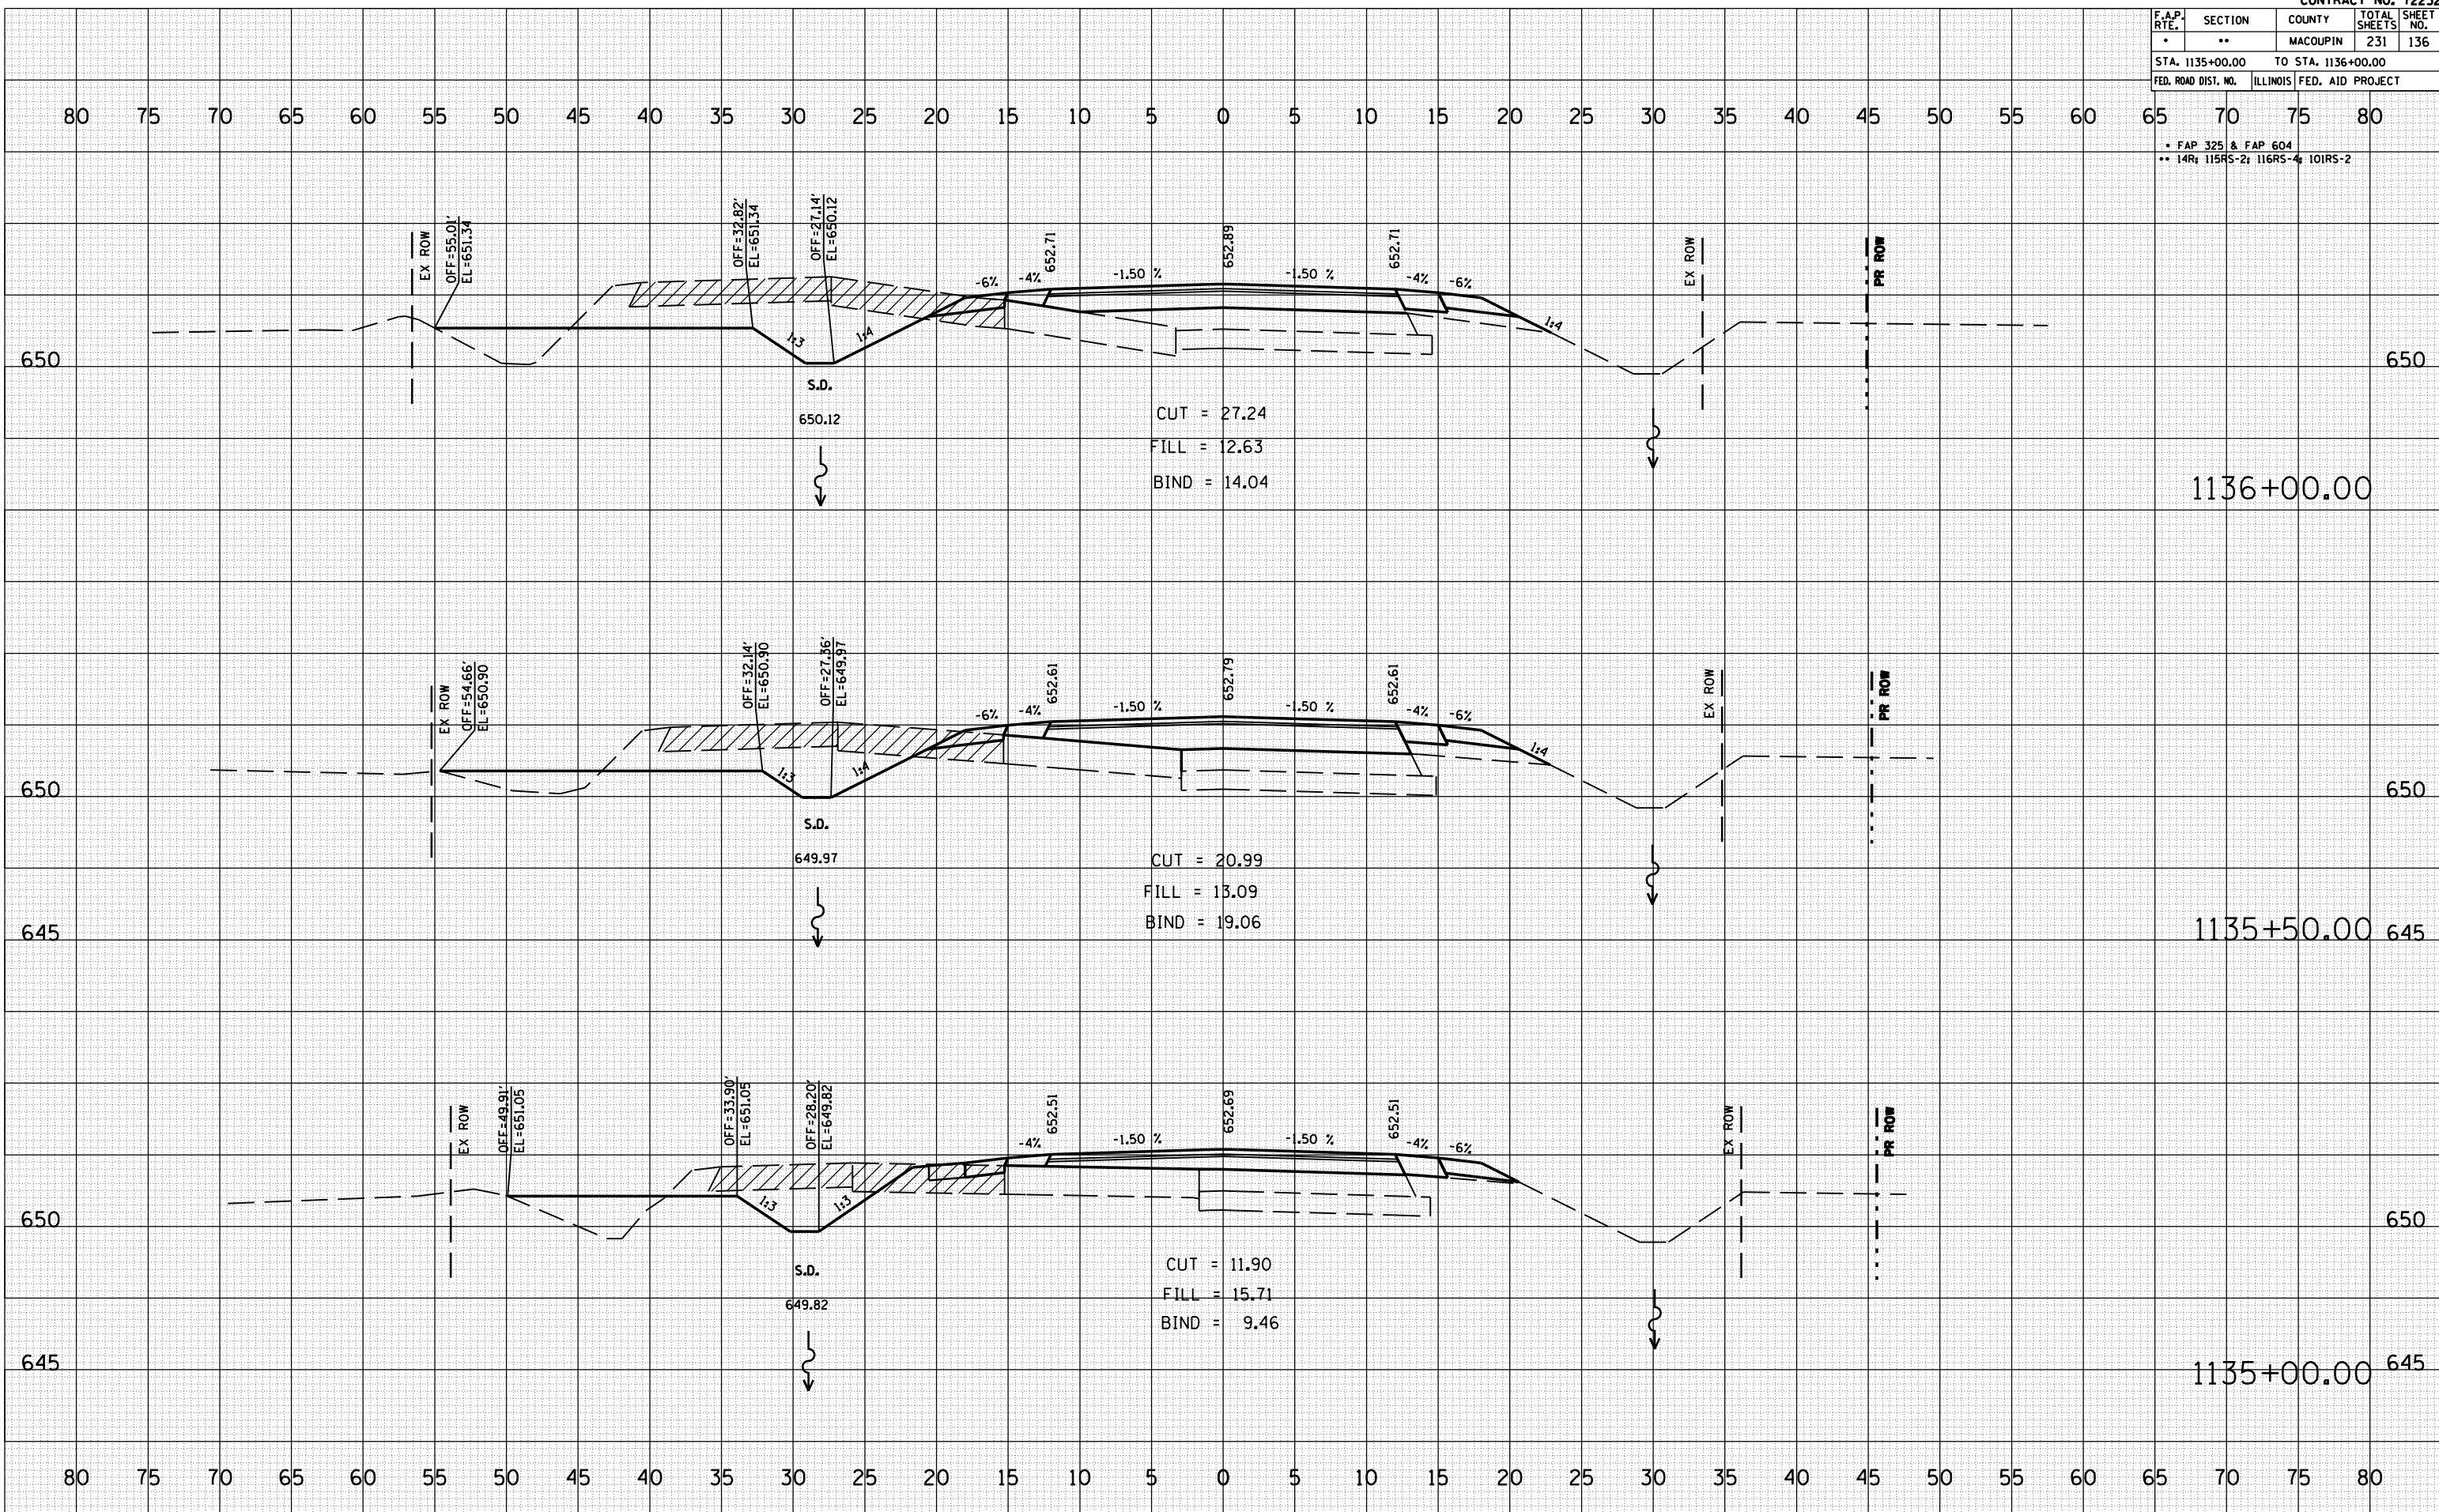 CONTRACT NO. 72232
F.A.P. RTE. SECTION COUNTY TOTAL SHEETS SHEET NO.
• •• MACOUPIN 231 136
STA. 1135+00.00 TO STA. 1136+00.00
FED. ROAD DIST. NO. ILLINOIS FED. AID PROJECT
80 75 70 65 60 55 50 45 40 35 30 25 20 15 10 5 0 5 10 15 20 25 30 35 40 45 50 55 60 65 70 75 80
• FAP 325 & FAP 604
•• 14R; 115RS-2; 116RS-4; 101RS-2
EX ROW
OFF=55.01'
EL=651.34
OFF=32.82'
EL=651.34
OFF=27.14'
EL=650.12
652.71
652.89
652.71
EX ROW
PR ROW
-6% -4% -1.50 % -1.50 % -4% -6%
1:3 1:4 1:4
650 650
S.D.
650.12
CUT = 27.24
FILL = 12.63
BIND = 14.04
1136+00.00
EX ROW
OFF=54.66'
EL=650.90
OFF=32.14'
EL=650.90
OFF=27.36'
EL=649.97
652.61
652.79
652.61
EX ROW
PR ROW
-6% -4% -1.50 % -1.50 % -4% -6%
1:3 1:4 1:4
650 650
S.D.
649.97
CUT = 20.99
FILL = 13.09
BIND = 19.06
645 1135+50.00 645
EX ROW
OFF=49.91'
EL=651.05
OFF=33.90'
EL=651.05
OFF=28.20'
EL=649.82
652.51
652.69
652.51
EX ROW
PR ROW
-4% -1.50 % -1.50 % -4% -6%
1:3 1:3
650 650
S.D.
649.82
CUT = 11.90
FILL = 15.71
BIND = 9.46
645 1135+00.00 645
80 75 70 65 60 55 50 45 40 35 30 25 20 15 10 5 0 5 10 15 20 25 30 35 40 45 50 55 60 65 70 75 80